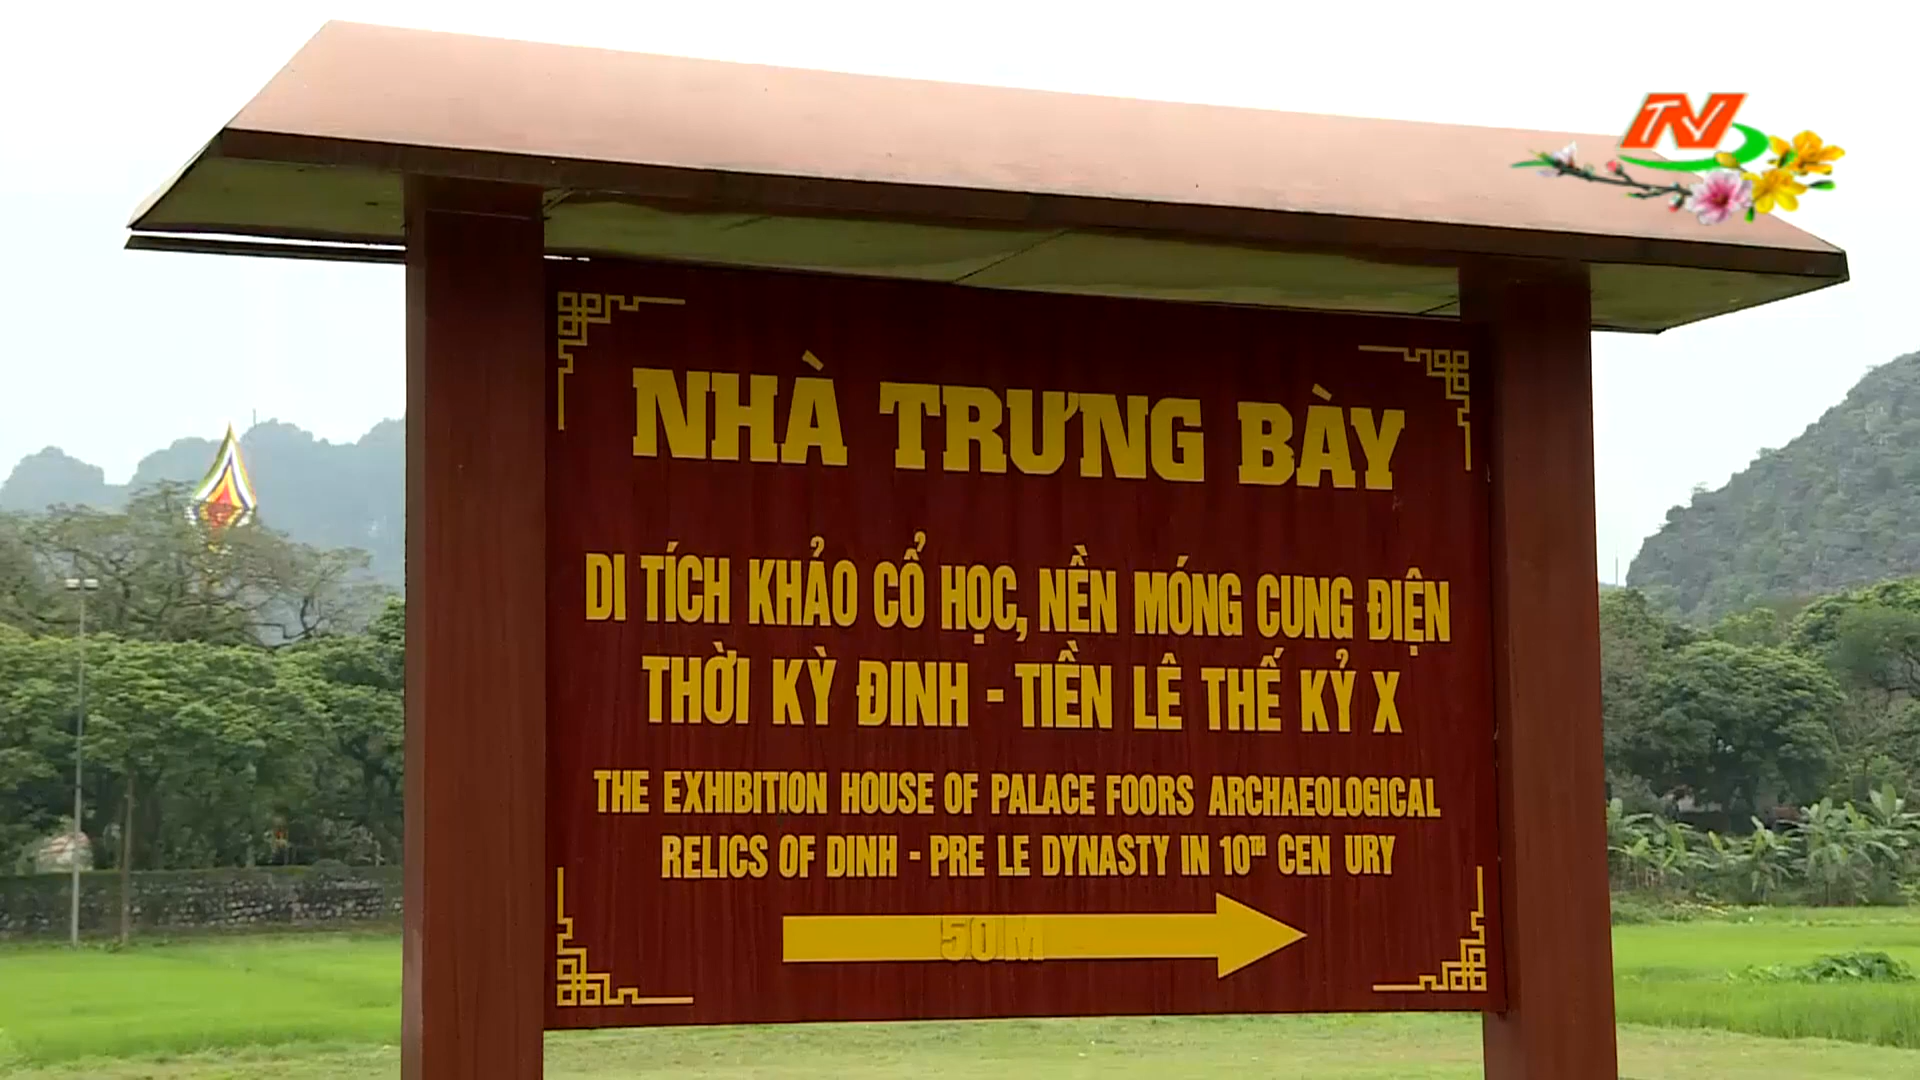 NTV
NHÀ TRƯNG BÀY
DI TÍCH KHẢO CỔ HỌC, NỀN MÓNG CUNG ĐIỆN
THỜI KỲ ĐINH - TIỀN LÊ THẾ KỶ X
THE EXHIBITION HOUSE OF PALACE FOORS ARCHAEOLOGICAL
RELICS OF DINH - PRE LE DYNASTY IN 10TH CEN URY
50M